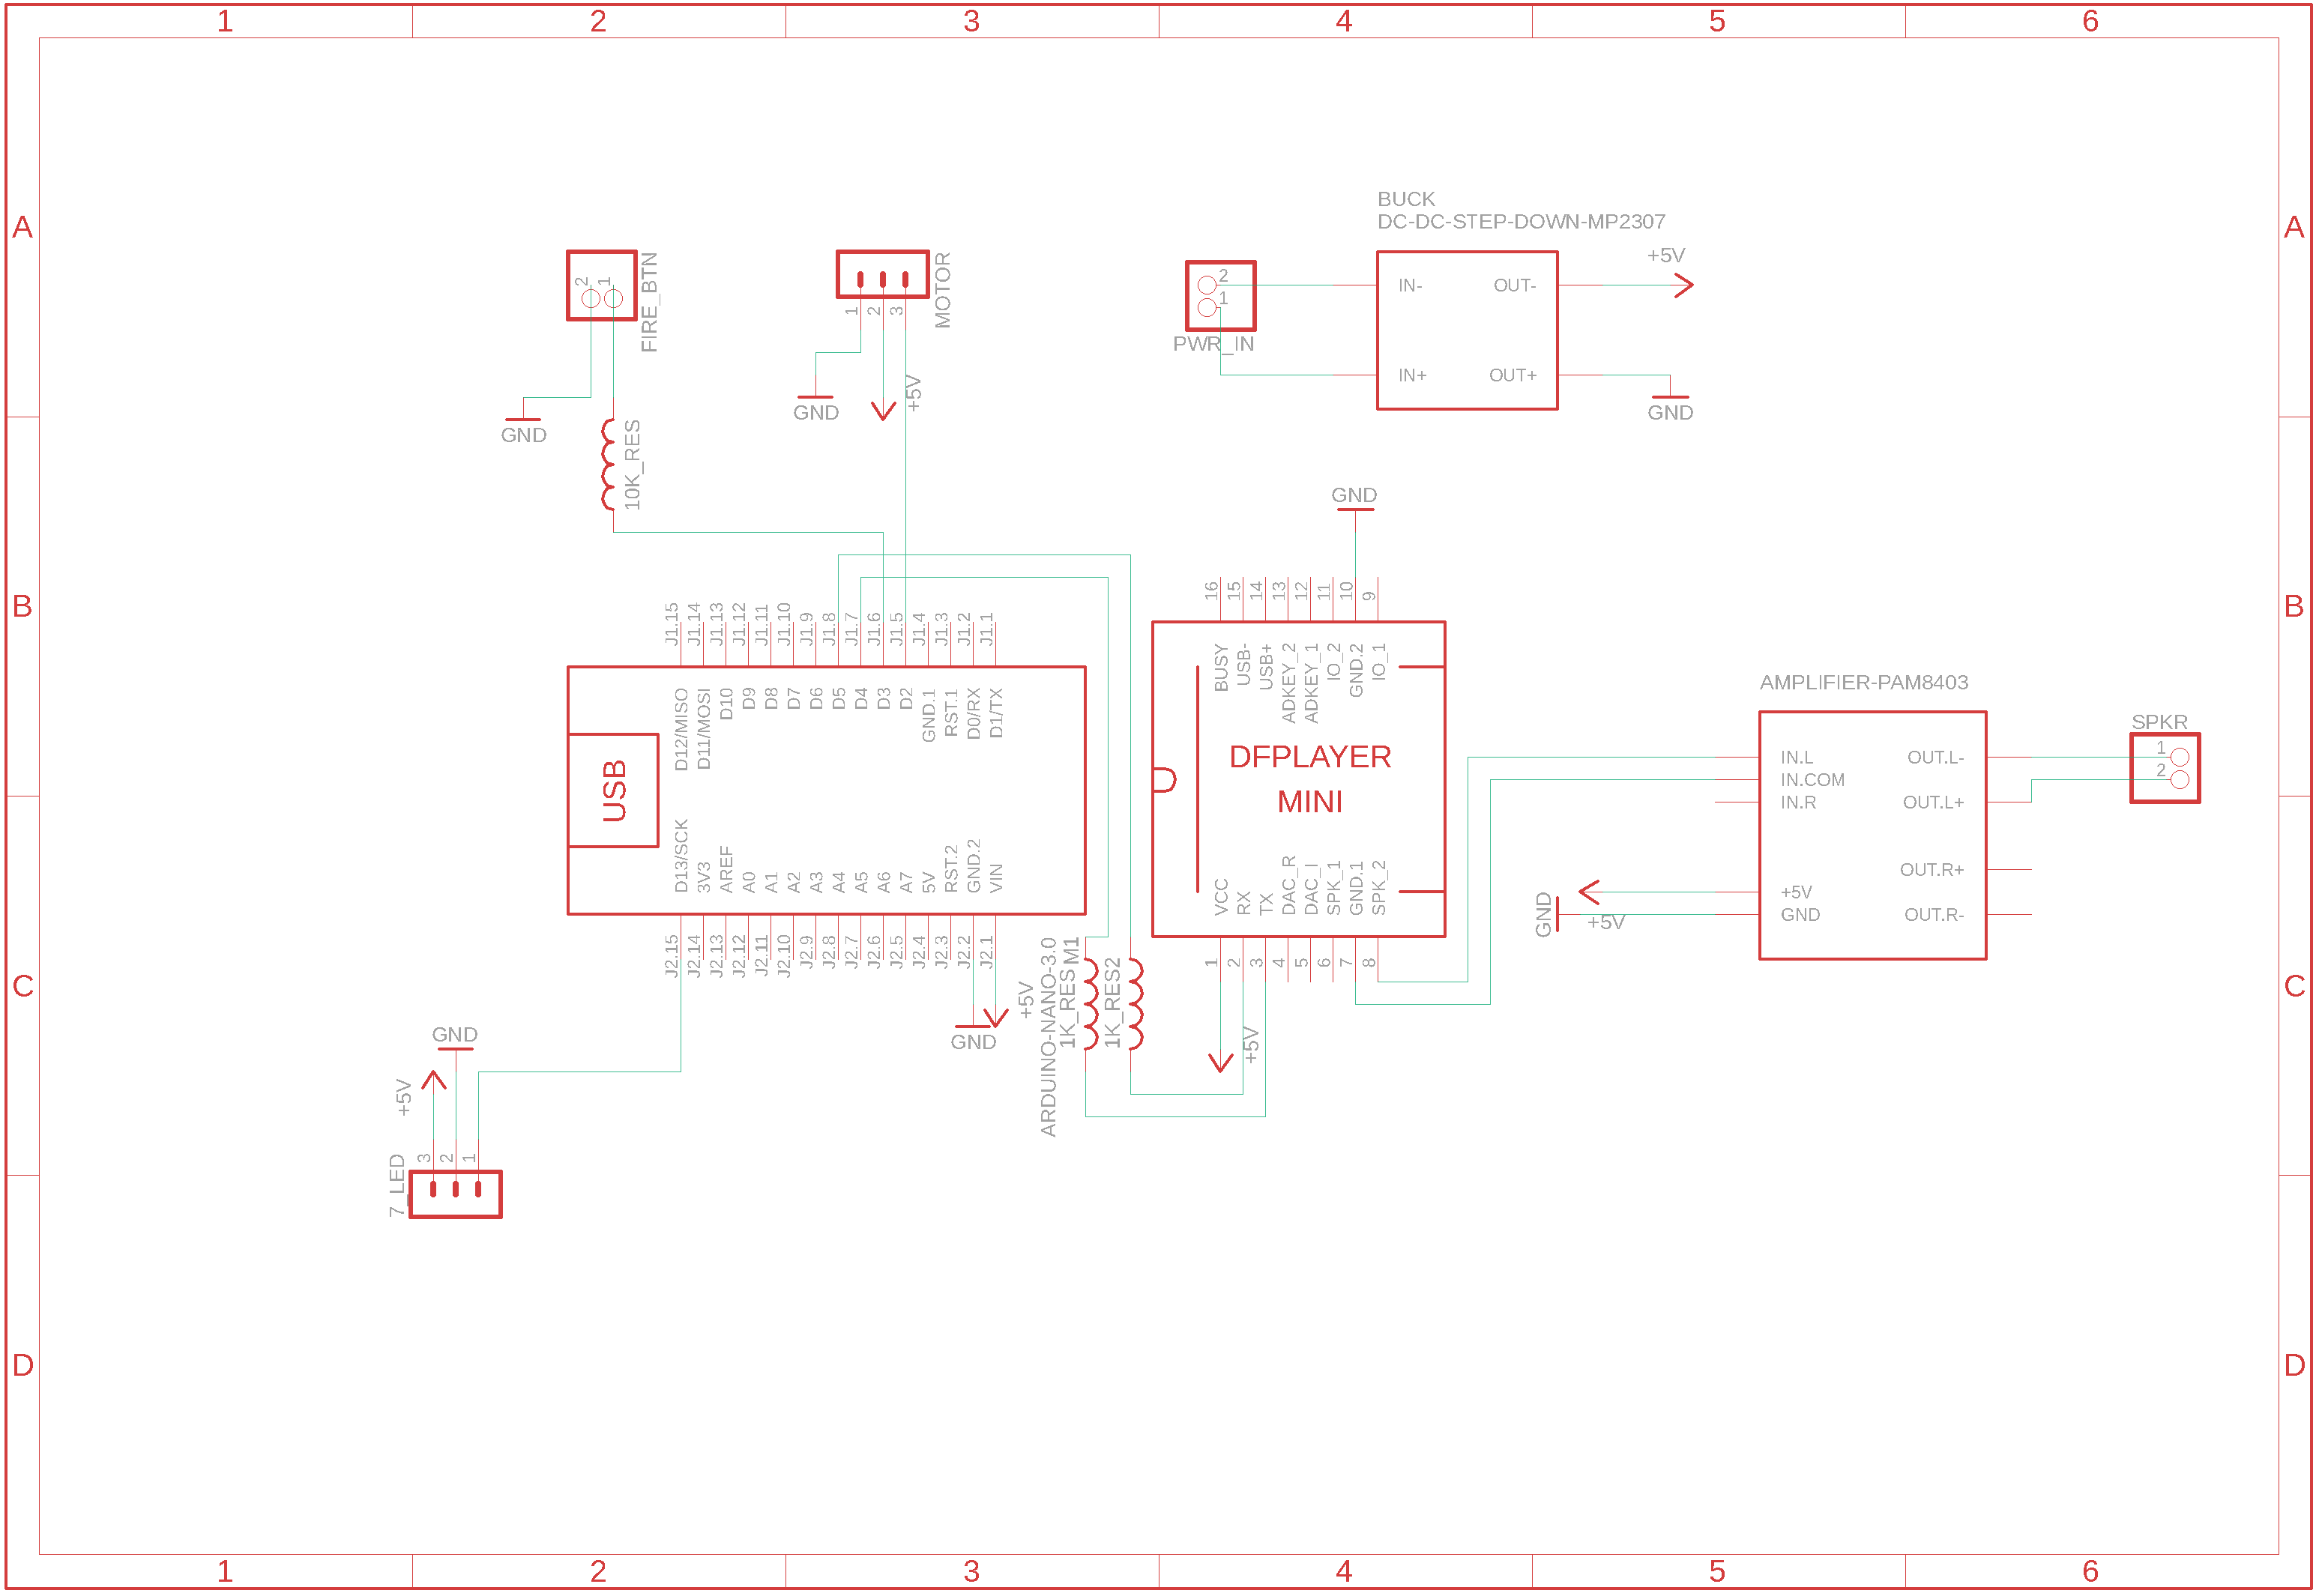 1 2 3 4 5 6
A A
B B
C C
D D
1 2 3 4 5 6
2 1
FIRE_BTN
GND
10K_RES
1 2 3
MOTOR
GND
+5V
2
1
PWR_IN
BUCK
DC-DC-STEP-DOWN-MP2307
IN- OUT-
IN+ OUT+
+5V
GND
J1.15 J1.14 J1.13 J1.12 J1.11 J1.10 J1.9 J1.8 J1.7 J1.6 J1.5 J1.4 J1.3 J1.2 J1.1
D12/MISO D11/MOSI D10 D9 D8 D7 D6 D5 D4 D3 D2 GND.1 RST.1 D0/RX D1/TX
USB
D13/SCK 3V3 AREF A0 A1 A2 A3 A4 A5 A6 A7 5V RST.2 GND.2 VIN
J2.15 J2.14 J2.13 J2.12 J2.11 J2.10 J2.9 J2.8 J2.7 J2.6 J2.5 J2.4 J2.3 J2.2 J2.1
GND
+5V
ARDUINO-NANO-3.0
M1
1K_RES
1K_RES2
GND
16 15 14 13 12 11 10 9
BUSY USB- USB+ ADKEY_2 ADKEY_1 IO_2 GND.2 IO_1
DFPLAYER
MINI
VCC RX TX DAC_R DAC_I SPK_1 GND.1 SPK_2
1 2 3 4 5 6 7 8
+5V
AMPLIFIER-PAM8403
IN.L OUT.L-
IN.COM
IN.R OUT.L+
OUT.R+
+5V
GND OUT.R-
GND
+5V
SPKR
1
2
GND
+5V
3 2 1
7_LED